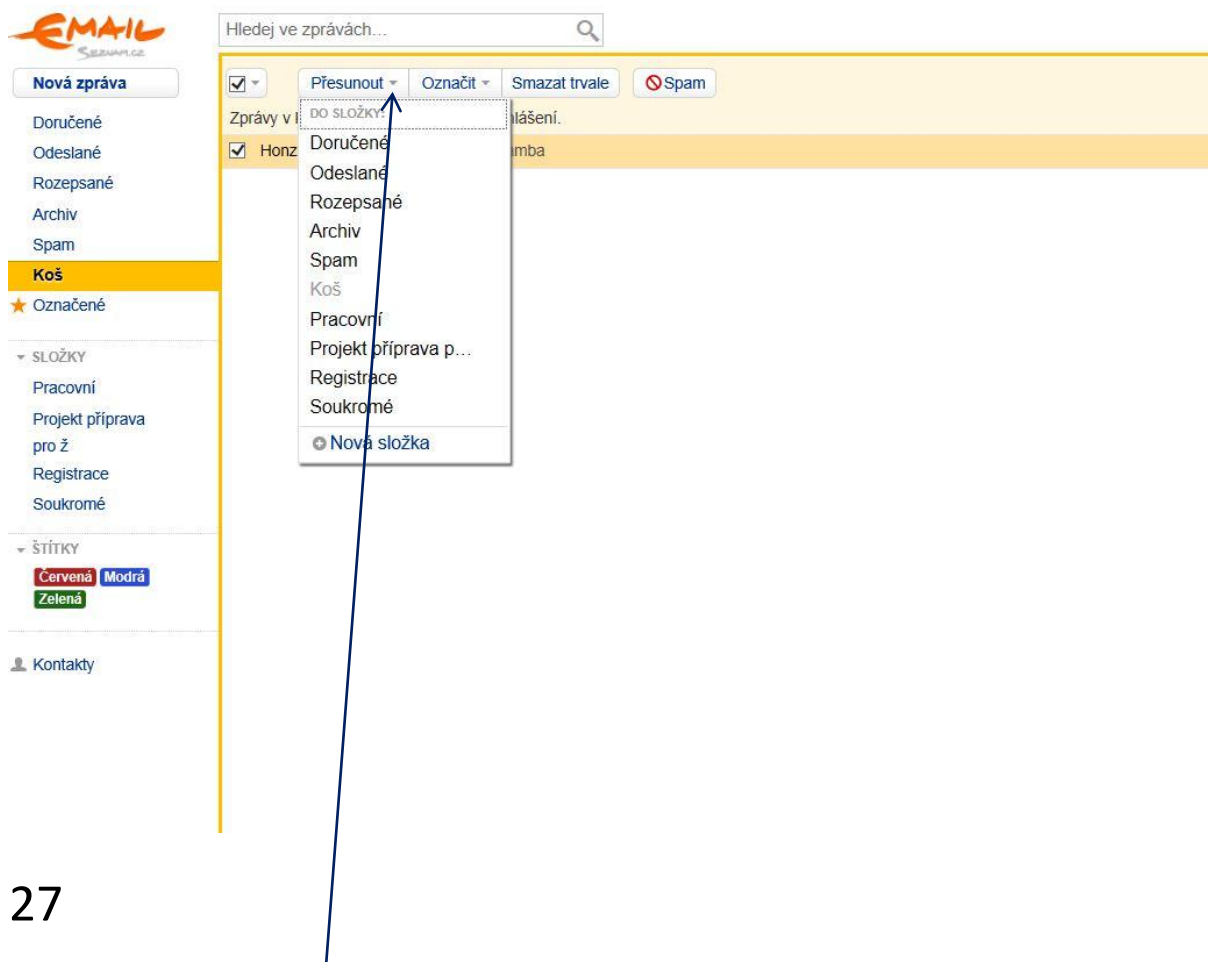 EMAIL
Seznam.cz
Hledej ve zprávách...
Nová zpráva
Přesunout Označit Smazat trvale Spam
Zprávy v
Honz
Doručené
Odeslané
Rozepsané
Archiv
Spam
Koš
Označené
SLOŽKY
Pracovní
Projekt příprava
pro ž
Registrace
Soukromé
ŠTÍTKY
Červená Modrá
Zelená
Kontakty
DO SLOŽKY:
Doručené
Odeslané
Rozepsané
Archiv
Spam
Koš
Pracovní
Projekt příprava p...
Registrace
Soukromé
Nová složka
27